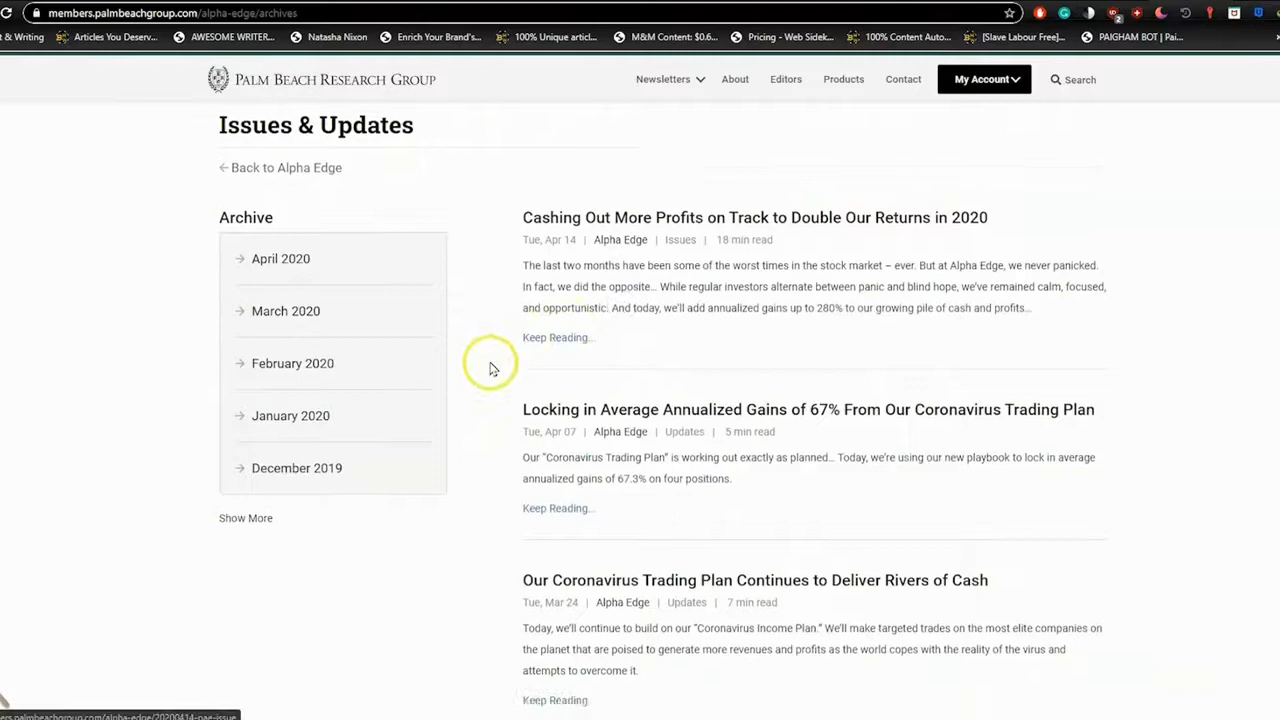 members.palmbeachgroup.com/alpha-edge/archives
t & Writing
Articles You Deserv...
AWESOME WRITER...
Natasha Nixon
Enrich Your Brand's...
100% Unique articl...
M&M Content: $0.6...
Pricing - Web Sidek...
100% Content Auto...
[Slave Labour Free]...
PAIGHAM BOT | Pai...
PALM BEACH RESEARCH GROUP
Newsletters
About
Editors
Products
Contact
My Account
Search
Issues & Updates
Back to Alpha Edge
Archive
April 2020
March 2020
February 2020
January 2020
December 2019
Show More
Cashing Out More Profits on Track to Double Our Returns in 2020
Tue, Apr 14 | Alpha Edge | Issues | 18 min read
The last two months have been some of the worst times in the stock market – ever. But at Alpha Edge, we never panicked.
In fact, we did the opposite... While regular investors alternate between panic and blind hope, we've remained calm, focused,
and opportunistic. And today, we'll add annualized gains up to 280% to our growing pile of cash and profits...
Keep Reading...
Locking in Average Annualized Gains of 67% From Our Coronavirus Trading Plan
Tue, Apr 07 | Alpha Edge | Updates | 5 min read
Our “Coronavirus Trading Plan” is working out exactly as planned... Today, we're using our new playbook to lock in average
annualized gains of 67.3% on four positions.
Keep Reading...
Our Coronavirus Trading Plan Continues to Deliver Rivers of Cash
Tue, Mar 24 | Alpha Edge | Updates | 7 min read
Today, we'll continue to build on our “Coronavirus Income Plan.” We'll make targeted trades on the most elite companies on
the planet that are poised to generate more revenues and profits as the world copes with the reality of the virus and
attempts to overcome it.
Keep Reading
bers.palmbeachgroup.com/alpha-edge/20200414-pae-issue